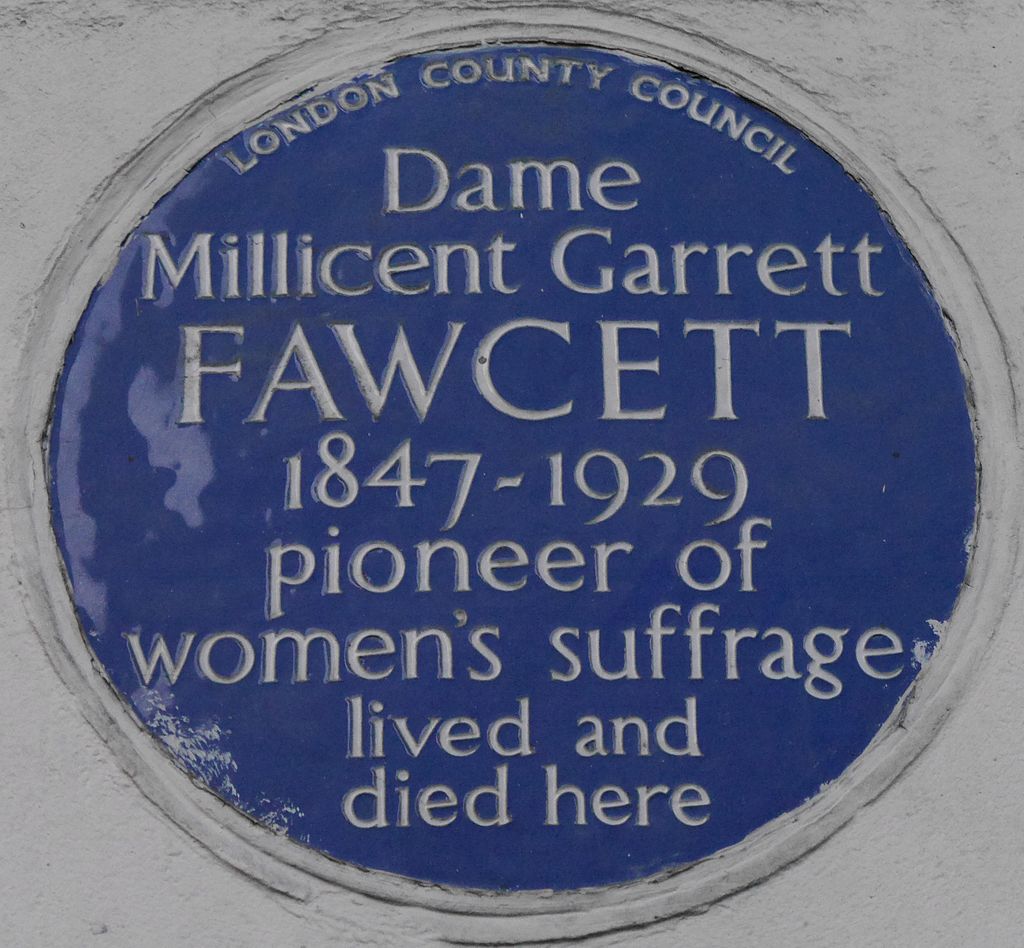 LONDON COUNTY COUNCIL
Dame
Millicent Garrett
FAWCETT
1847-1929
pioneer of
women's suffrage
lived and
died here